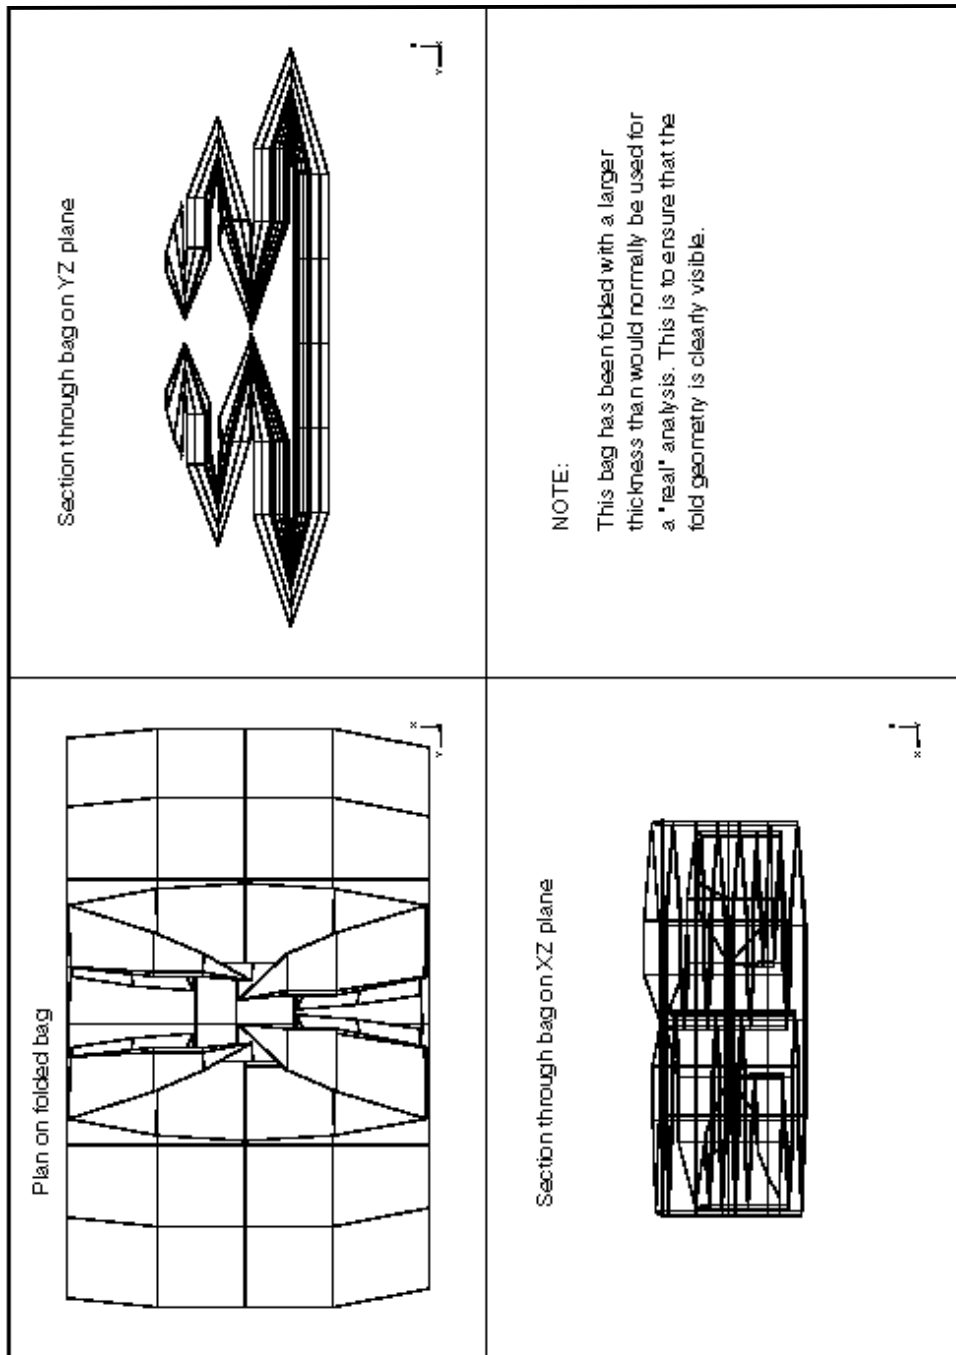 Plan on folded bag
Section through bag on YZ plane
Section through bag on XZ plane
NOTE:
This bag has been folded with a larger
thickness than would normally be used for
a "real" analysis. This is to ensure that the
fold geometry is clearly visible.